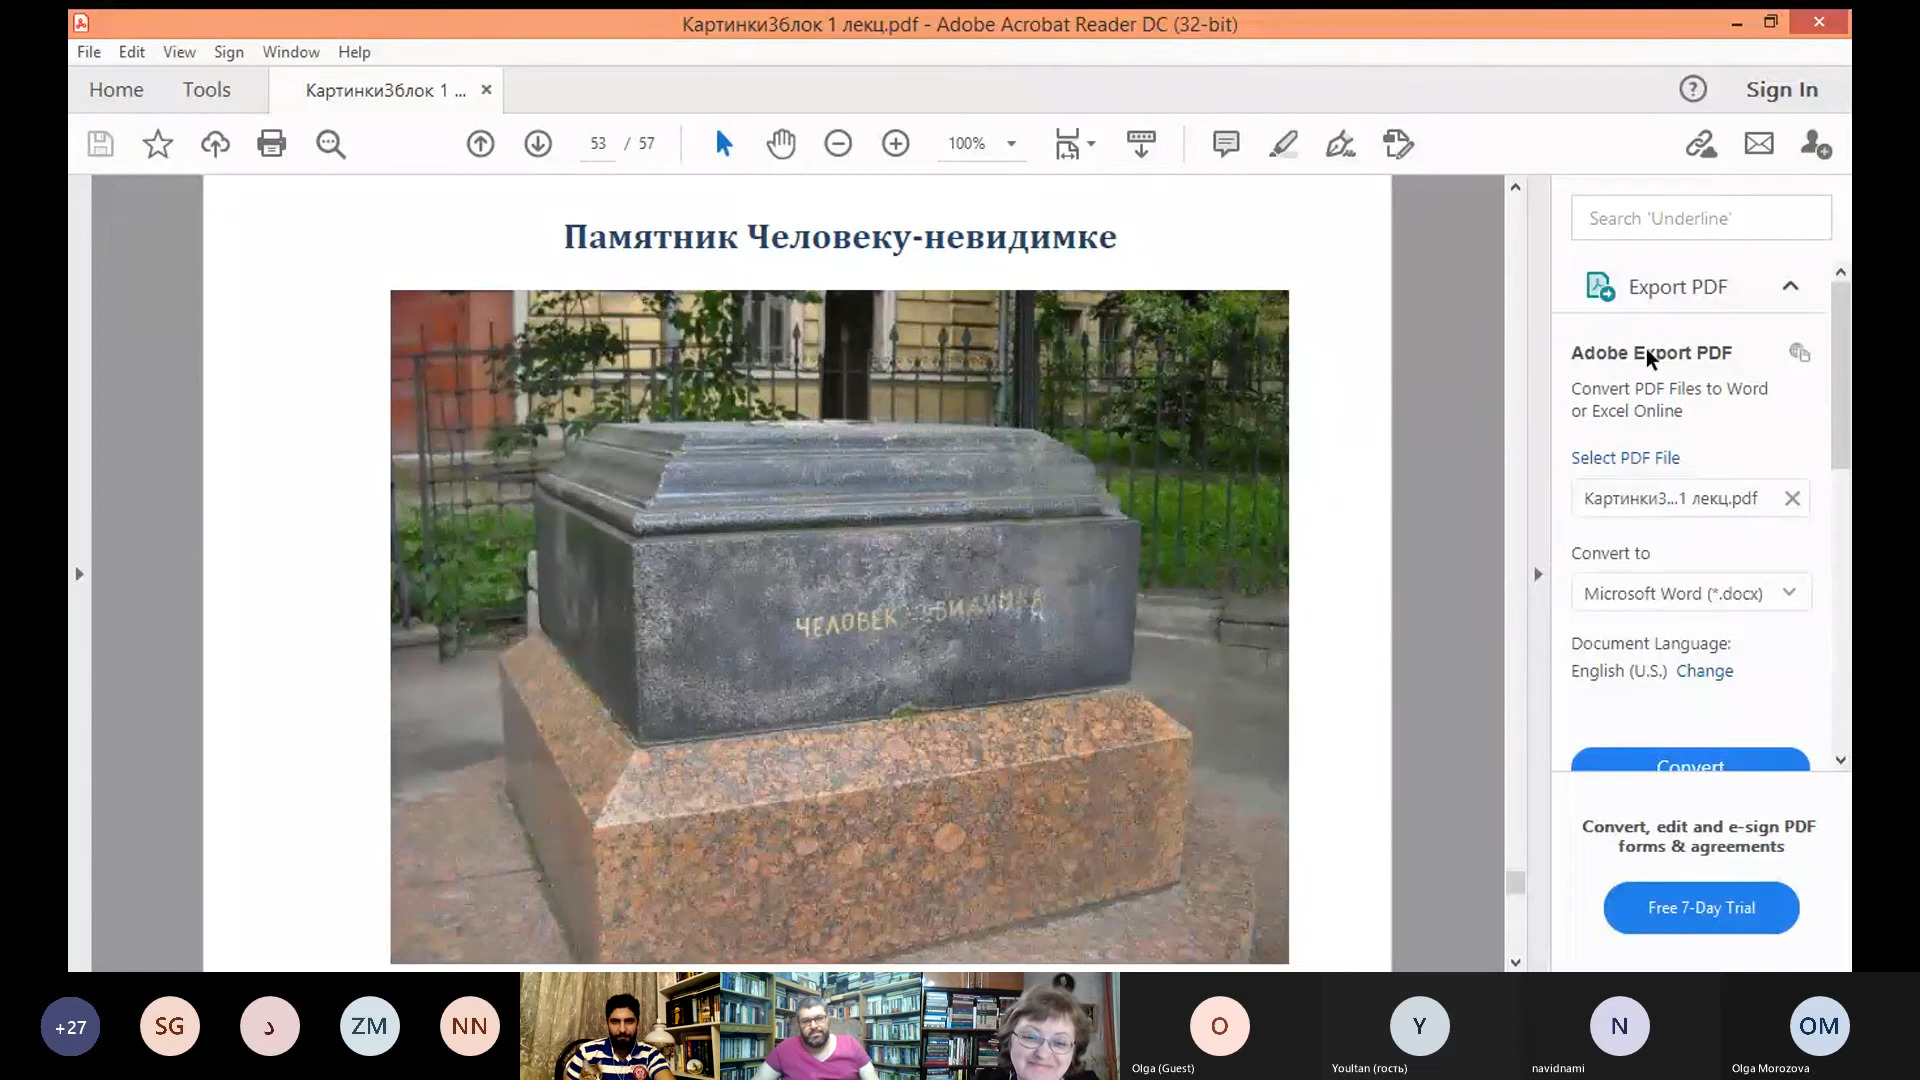 Картинки3блок 1 лекц.pdf - Adobe Acrobat Reader DC (32-bit)
File Edit View Sign Window Help
Home Tools Картинки3блок 1 ... Sign In
53 / 57 100%
Памятник Человеку-невидимке
ЧЕЛОВЕК НЕВИДИМКА
Search 'Underline'
Export PDF
Adobe Export PDF
Convert PDF Files to Word
or Excel Online
Select PDF File
Картинки3...1 лекц.pdf
Convert to
Microsoft Word (*.docx)
Document Language:
English (U.S.) Change
Convert
Convert, edit and e-sign PDF
forms & agreements
Free 7-Day Trial
+27 SG د ZM NN O Y N OM
Olga (Guest) Youltan (гость) navidnami Olga Morozova